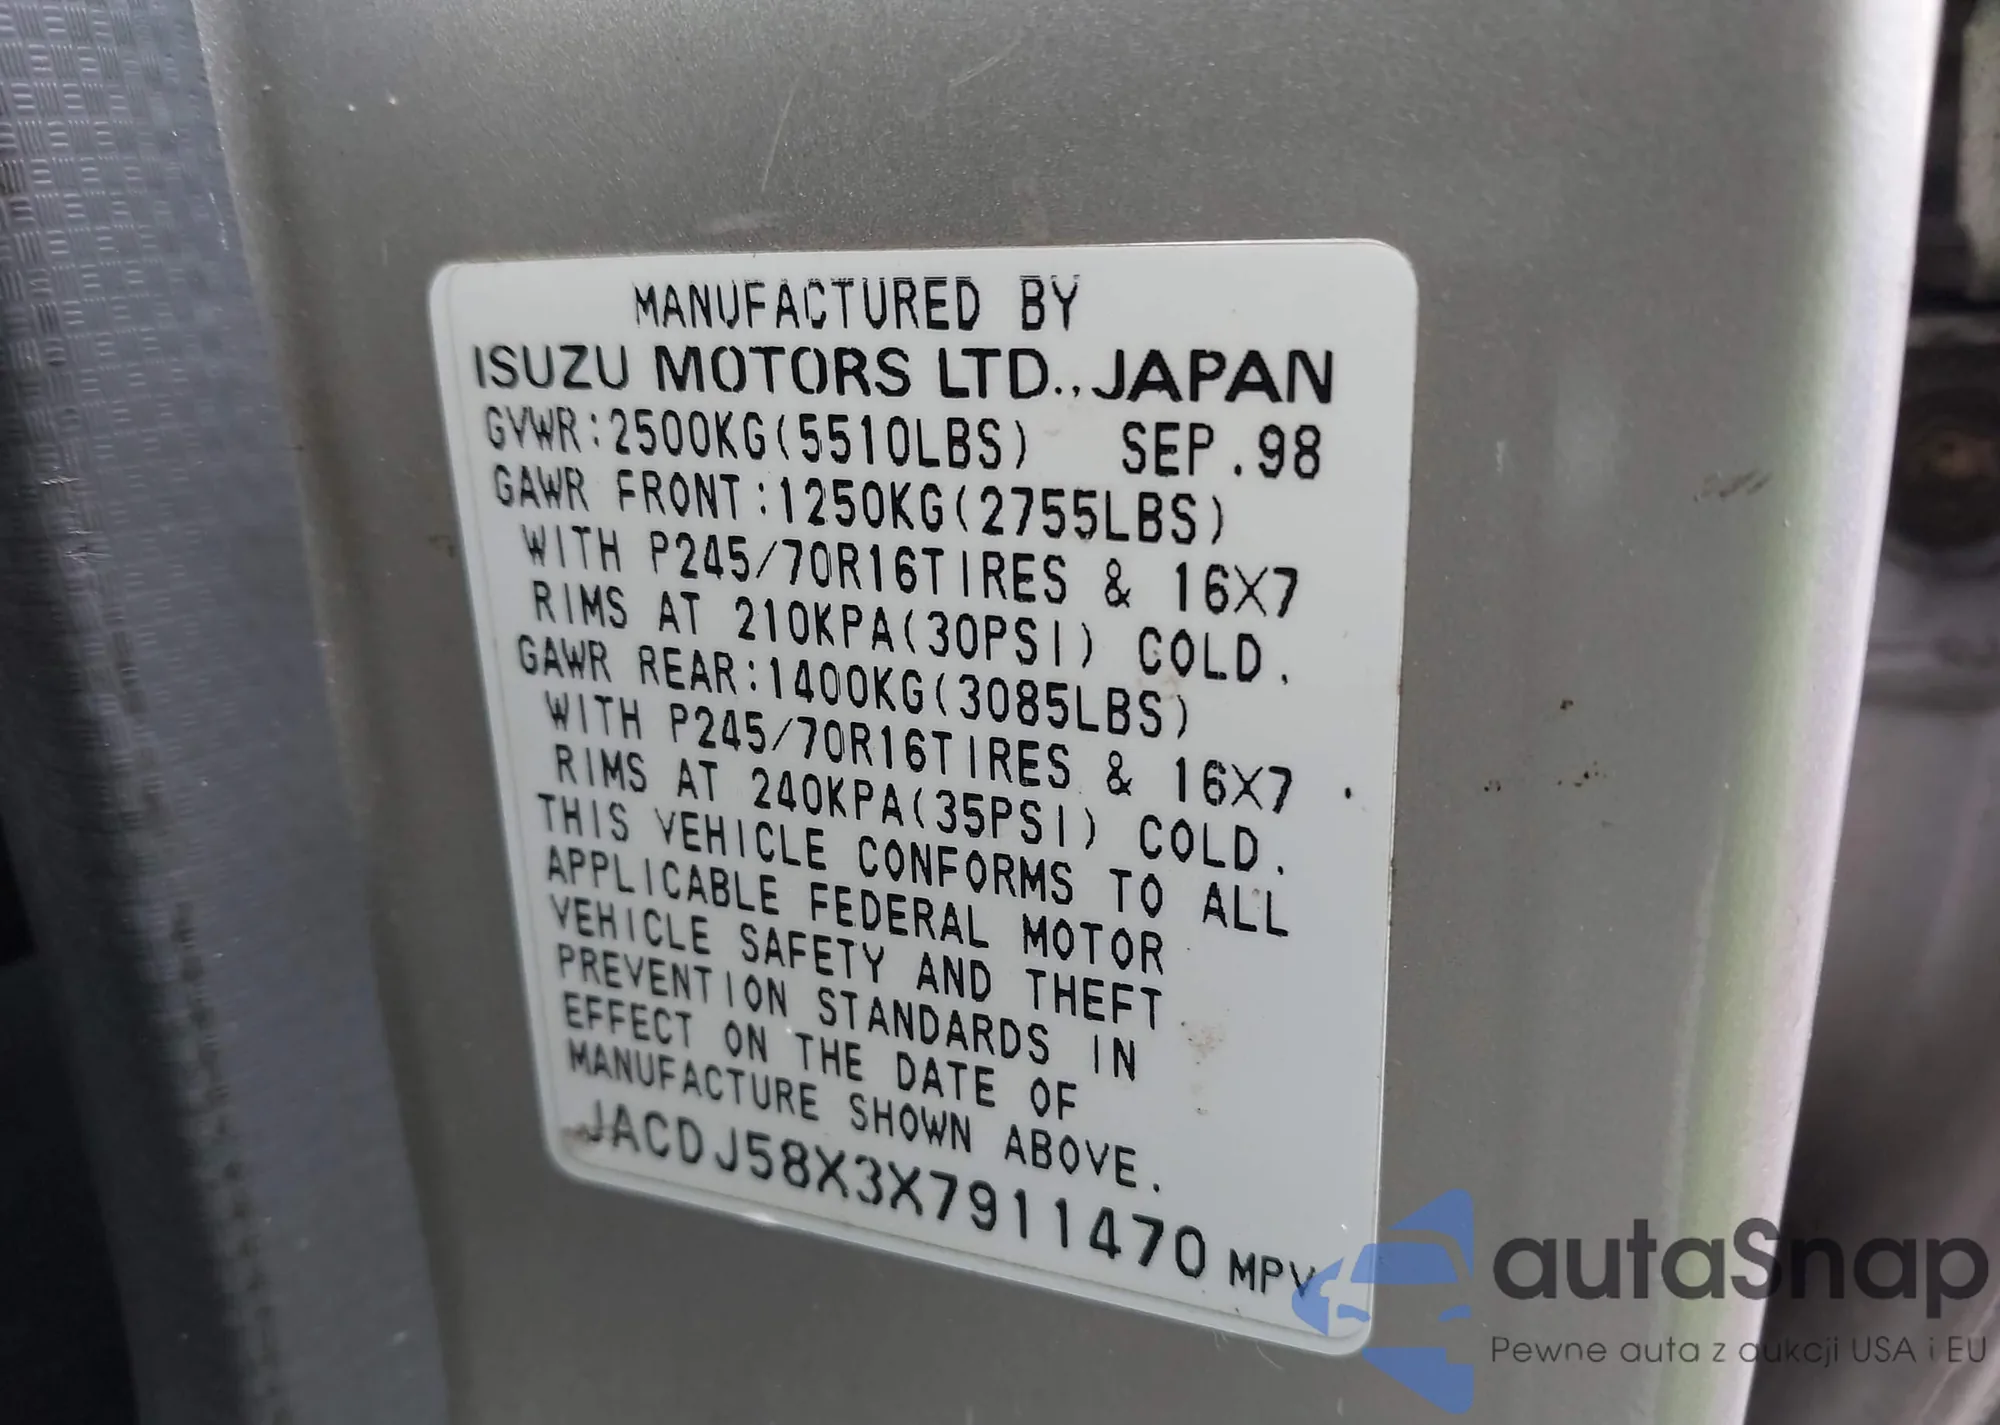 MANUFACTURED BY
ISUZU MOTORS LTD., JAPAN
GVWR:2500KG(5510LBS) SEP.98
GAWR FRONT:1250KG(2755LBS)
WITH P245/70R16TIRES & 16X7
RIMS AT 210KPA(30PSI) COLD.
GAWR REAR:1400KG(3085LBS)
WITH P245/70R16TIRES & 16X7
RIMS AT 240KPA(35PSI) COLD.
THIS VEHICLE CONFORMS TO ALL
APPLICABLE FEDERAL MOTOR
VEHICLE SAFETY AND THEFT
PREVENTION STANDARDS IN
EFFECT ON THE DATE OF
MANUFACTURE SHOWN ABOVE.
JACDJ58X3X7911470 MPV
autaSnap
Pewne auta z aukcji USA i EU